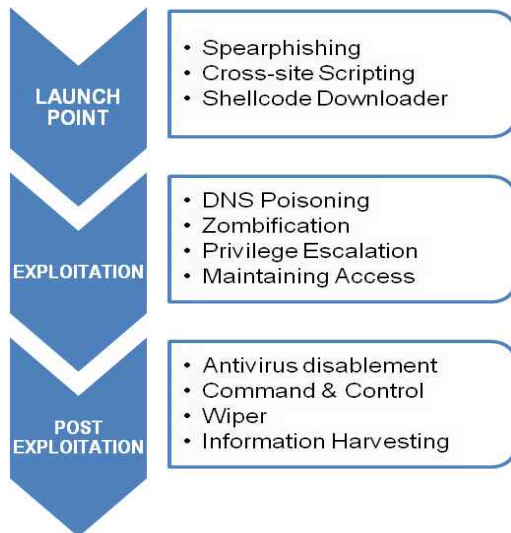 LAUNCH
POINT
• Spearphishing
• Cross-site Scripting
• Shellcode Downloader
EXPLOITATION
• DNS Poisoning
• Zombification
• Privilege Escalation
• Maintaining Access
POST
EXPLOITATION
• Antivirus disablement
• Command & Control
• Wiper
• Information Harvesting